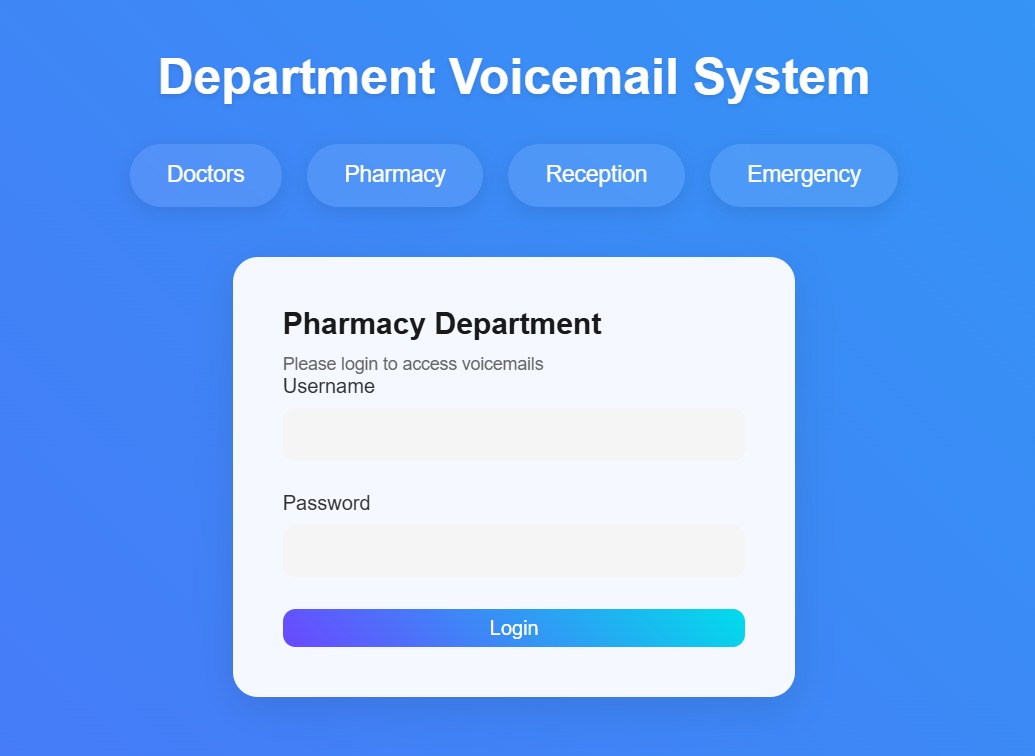 Department Voicemail System
Doctors Pharmacy Reception Emergency
Pharmacy Department
Please login to access voicemails
Username
Password
Login